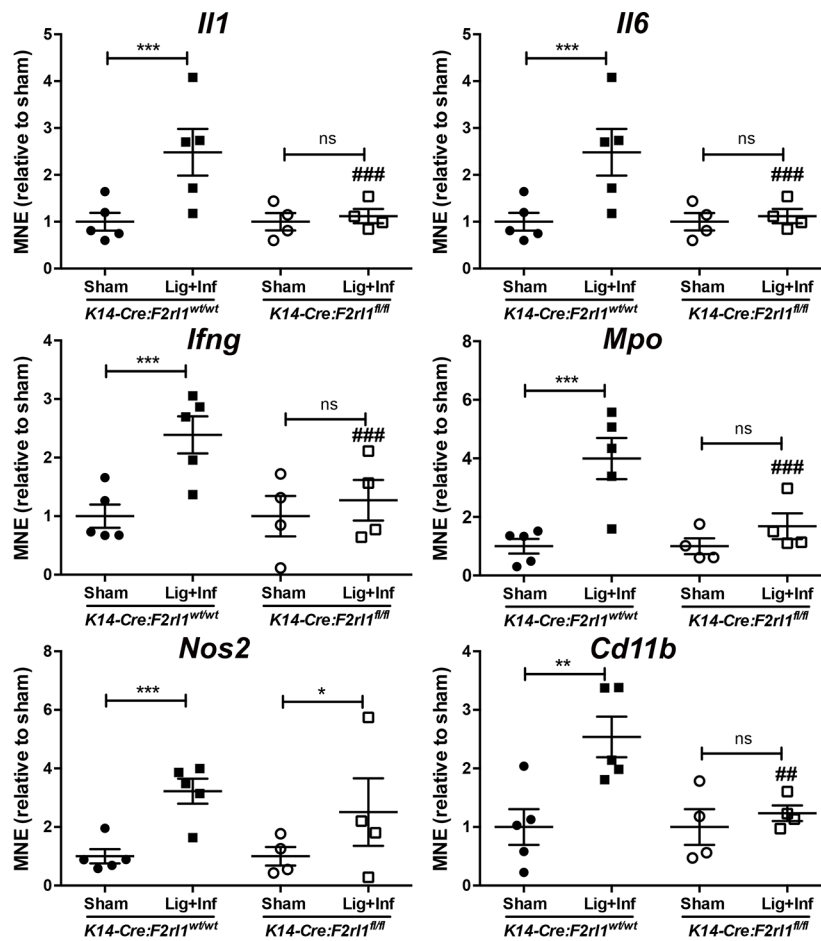 Il1
MNE (relative to sham)
5
4
3
2
1
0
***
ns
###
Sham Lig+Inf Sham Lig+Inf
K14-Cre:F2rl1wt/wt K14-Cre:F2rl1fl/fl
Il6
MNE (relative to sham)
5
4
3
2
1
0
***
ns
###
Sham Lig+Inf Sham Lig+Inf
K14-Cre:F2rl1wt/wt K14-Cre:F2rl1fl/fl
Ifng
MNE (relative to sham)
4
3
2
1
0
***
ns
###
Sham Lig+Inf Sham Lig+Inf
K14-Cre:F2rl1wt/wt K14-Cre:F2rl1fl/fl
Mpo
MNE (relative to sham)
8
6
4
2
0
***
ns
###
Sham Lig+Inf Sham Lig+Inf
K14-Cre:F2rl1wt/wt K14-Cre:F2rl1fl/fl
Nos2
MNE (relative to sham)
8
6
4
2
0
***
*
Sham Lig+Inf Sham Lig+Inf
K14-Cre:F2rl1wt/wt K14-Cre:F2rl1fl/fl
Cd11b
MNE (relative to sham)
4
3
2
1
0
**
ns
##
Sham Lig+Inf Sham Lig+Inf
K14-Cre:F2rl1wt/wt K14-Cre:F2rl1fl/fl